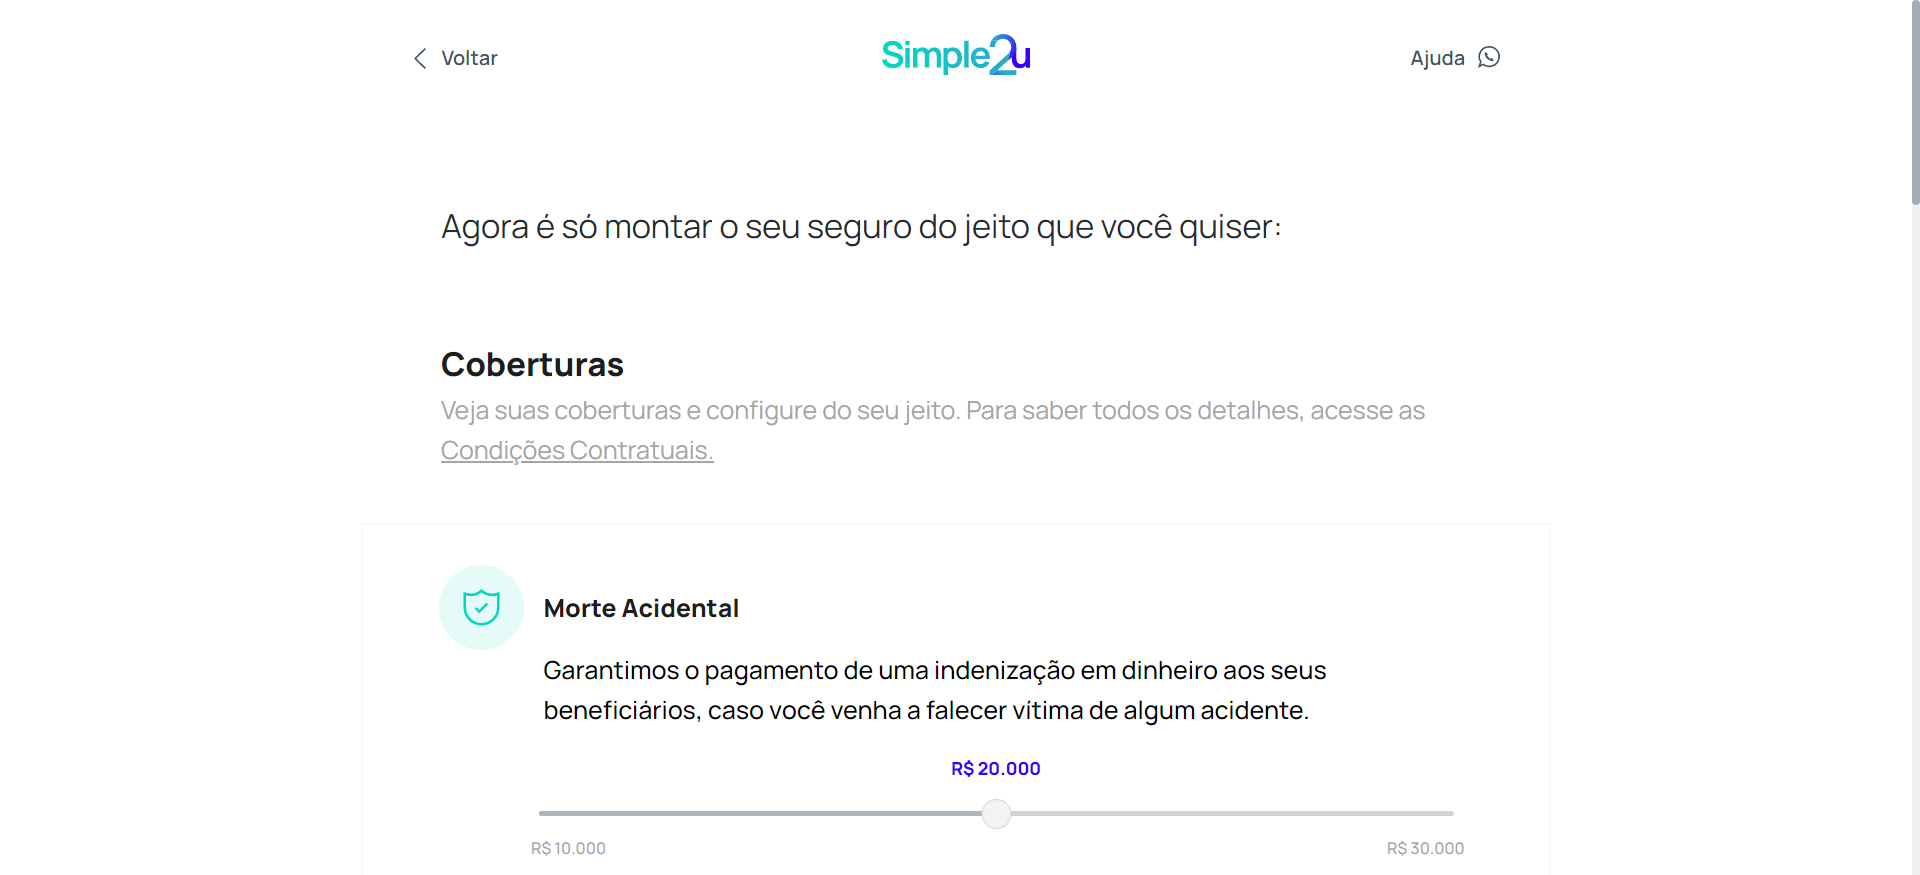 Voltar
Simple2u
Ajuda
Agora é só montar o seu seguro do jeito que você quiser:
Coberturas
Veja suas coberturas e configure do seu jeito. Para saber todos os detalhes, acesse as
Condições Contratuais.
Morte Acidental
Garantimos o pagamento de uma indenização em dinheiro aos seus
beneficiários, caso você venha a falecer vítima de algum acidente.
R$ 20.000
R$ 10.000
R$ 30.000